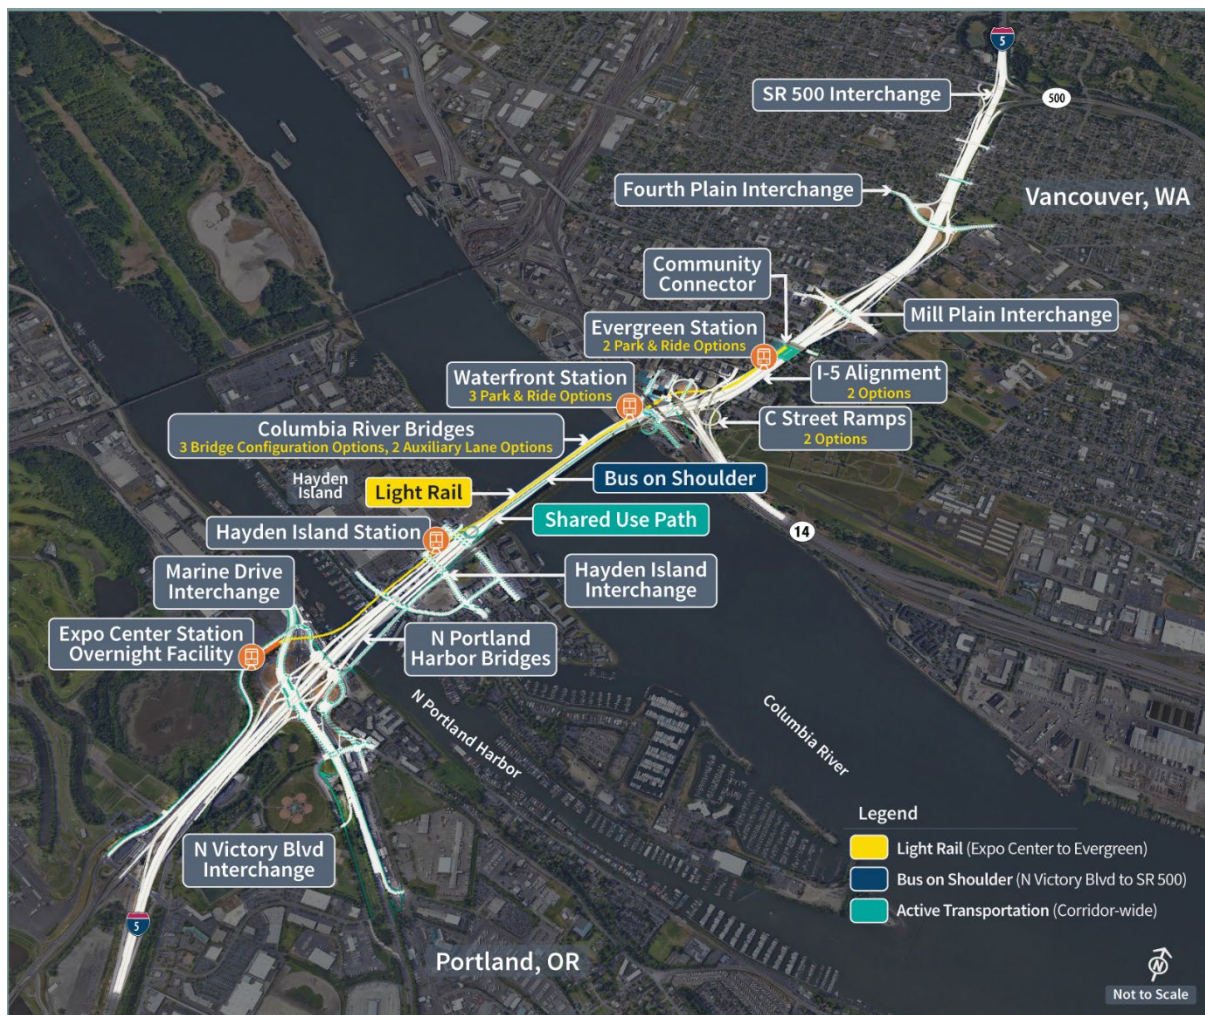 5
SR 500 Interchange
500
Fourth Plain Interchange
Vancouver, WA
Community
Connector
Mill Plain Interchange
Evergreen Station
2 Park & Ride Options
I-5 Alignment
2 Options
Waterfront Station
3 Park & Ride Options
C Street Ramps
2 Options
Columbia River Bridges
3 Bridge Configuration Options, 2 Auxiliary Lane Options
Hayden
Island
Light Rail
Bus on Shoulder
Shared Use Path
14
Hayden Island Station
Hayden Island
Interchange
Marine Drive
Interchange
Expo Center Station
Overnight Facility
N Portland
Harbor Bridges
N Portland Harbor
Columbia River
N Victory Blvd
Interchange
5
Portland, OR
Legend
Light Rail (Expo Center to Evergreen)
Bus on Shoulder (N Victory Blvd to SR 500)
Active Transportation (Corridor-wide)
N
Not to Scale